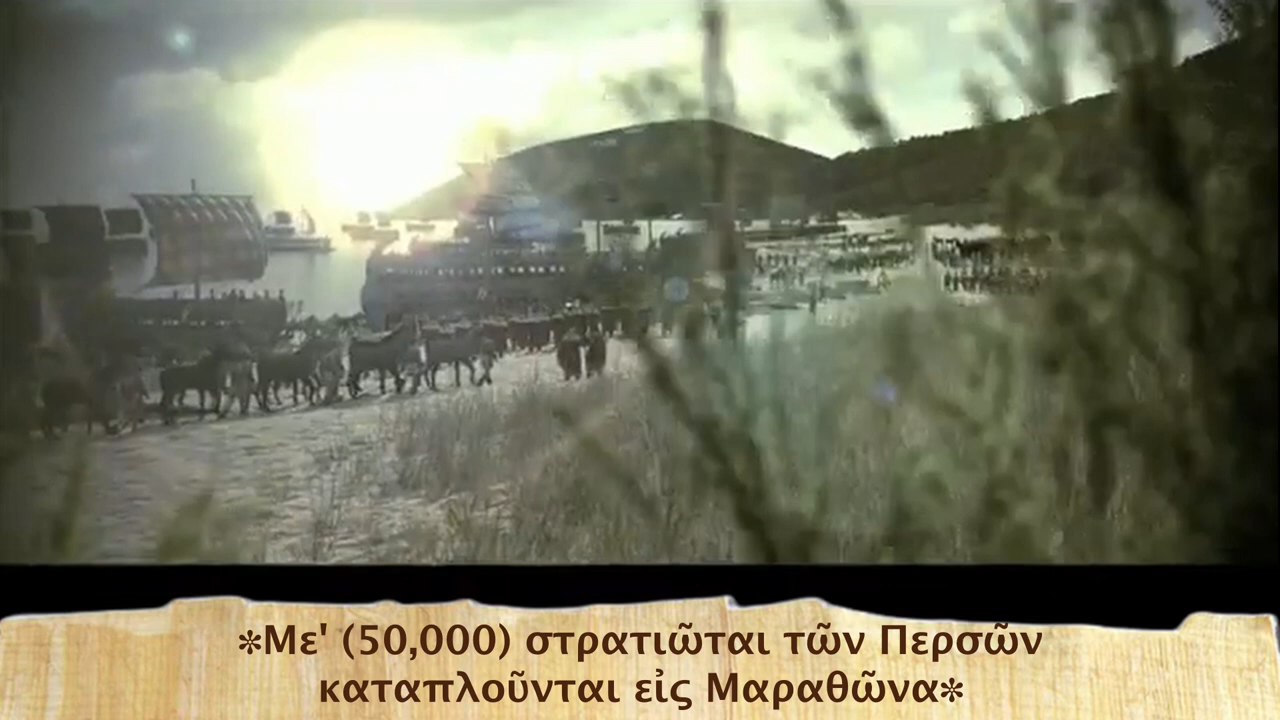 ✼Με' (50,000) στρατιῶται τῶν Περσῶν
καταπλοῦνται εἰς Μαραθῶνα✼